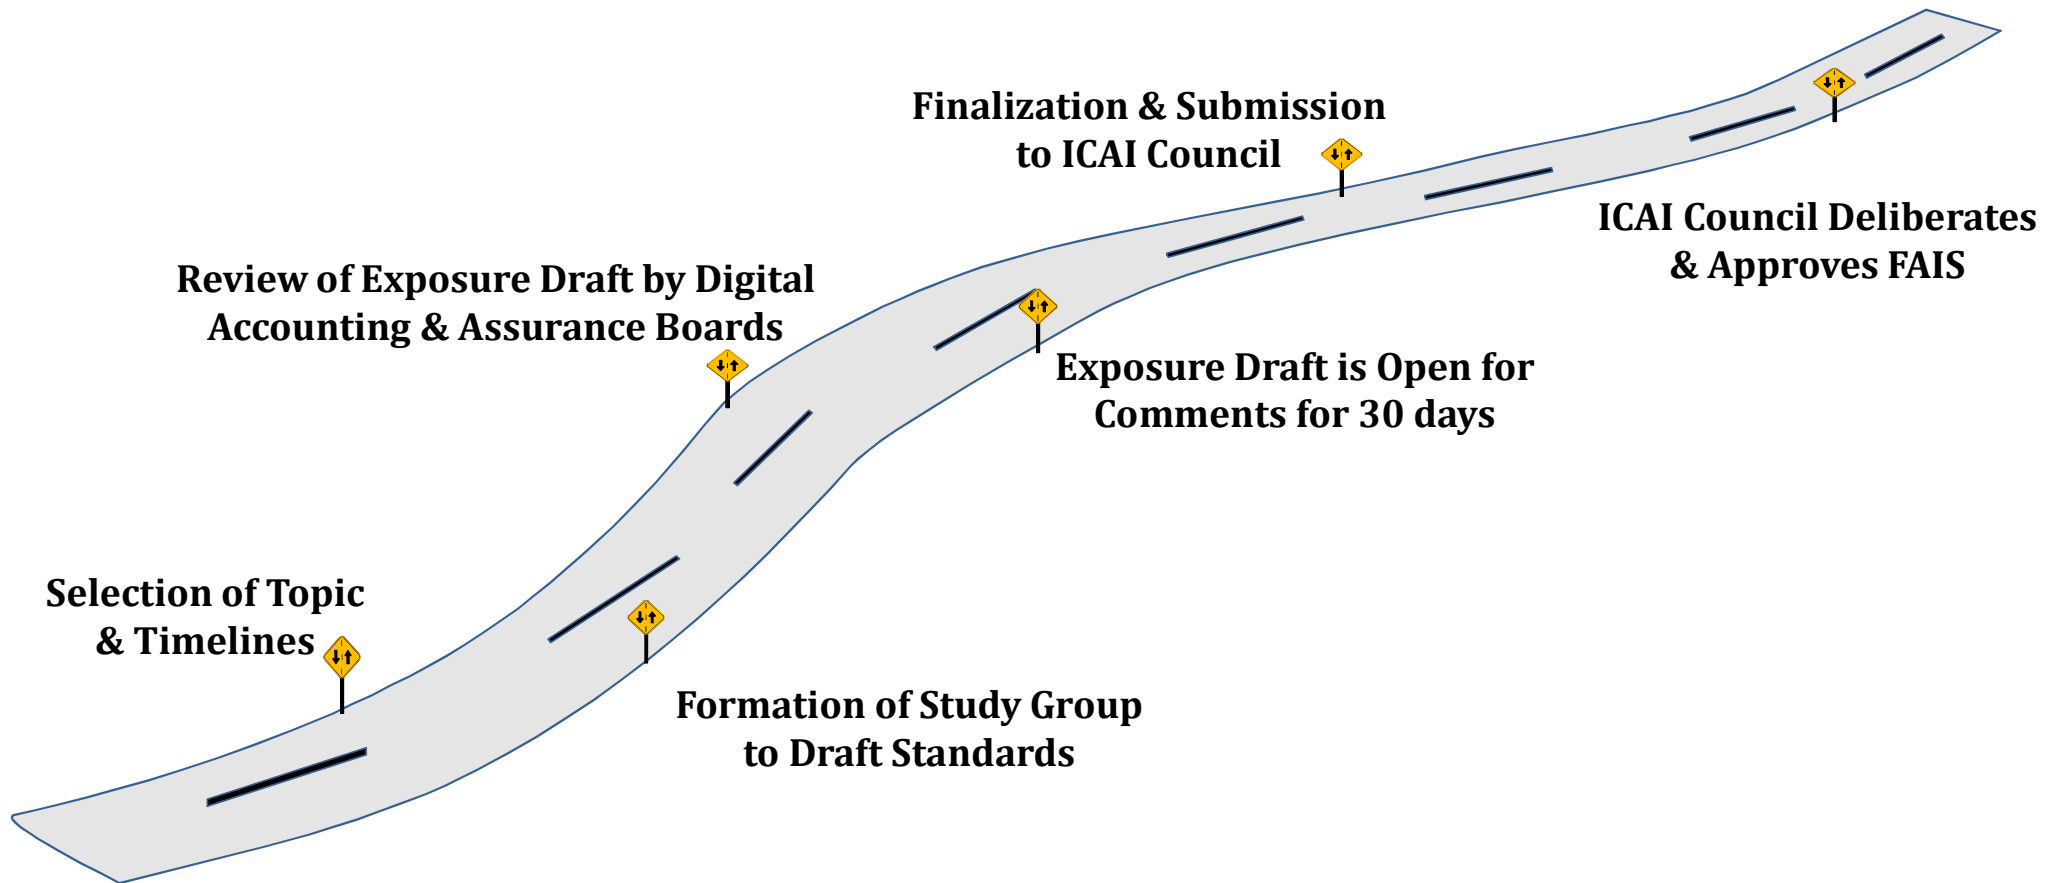 Finalization & Submission
to ICAI Council
ICAI Council Deliberates
& Approves FAIS
Review of Exposure Draft by Digital
Accounting & Assurance Boards
Exposure Draft is Open for
Comments for 30 days
Selection of Topic
& Timelines
Formation of Study Group
to Draft Standards